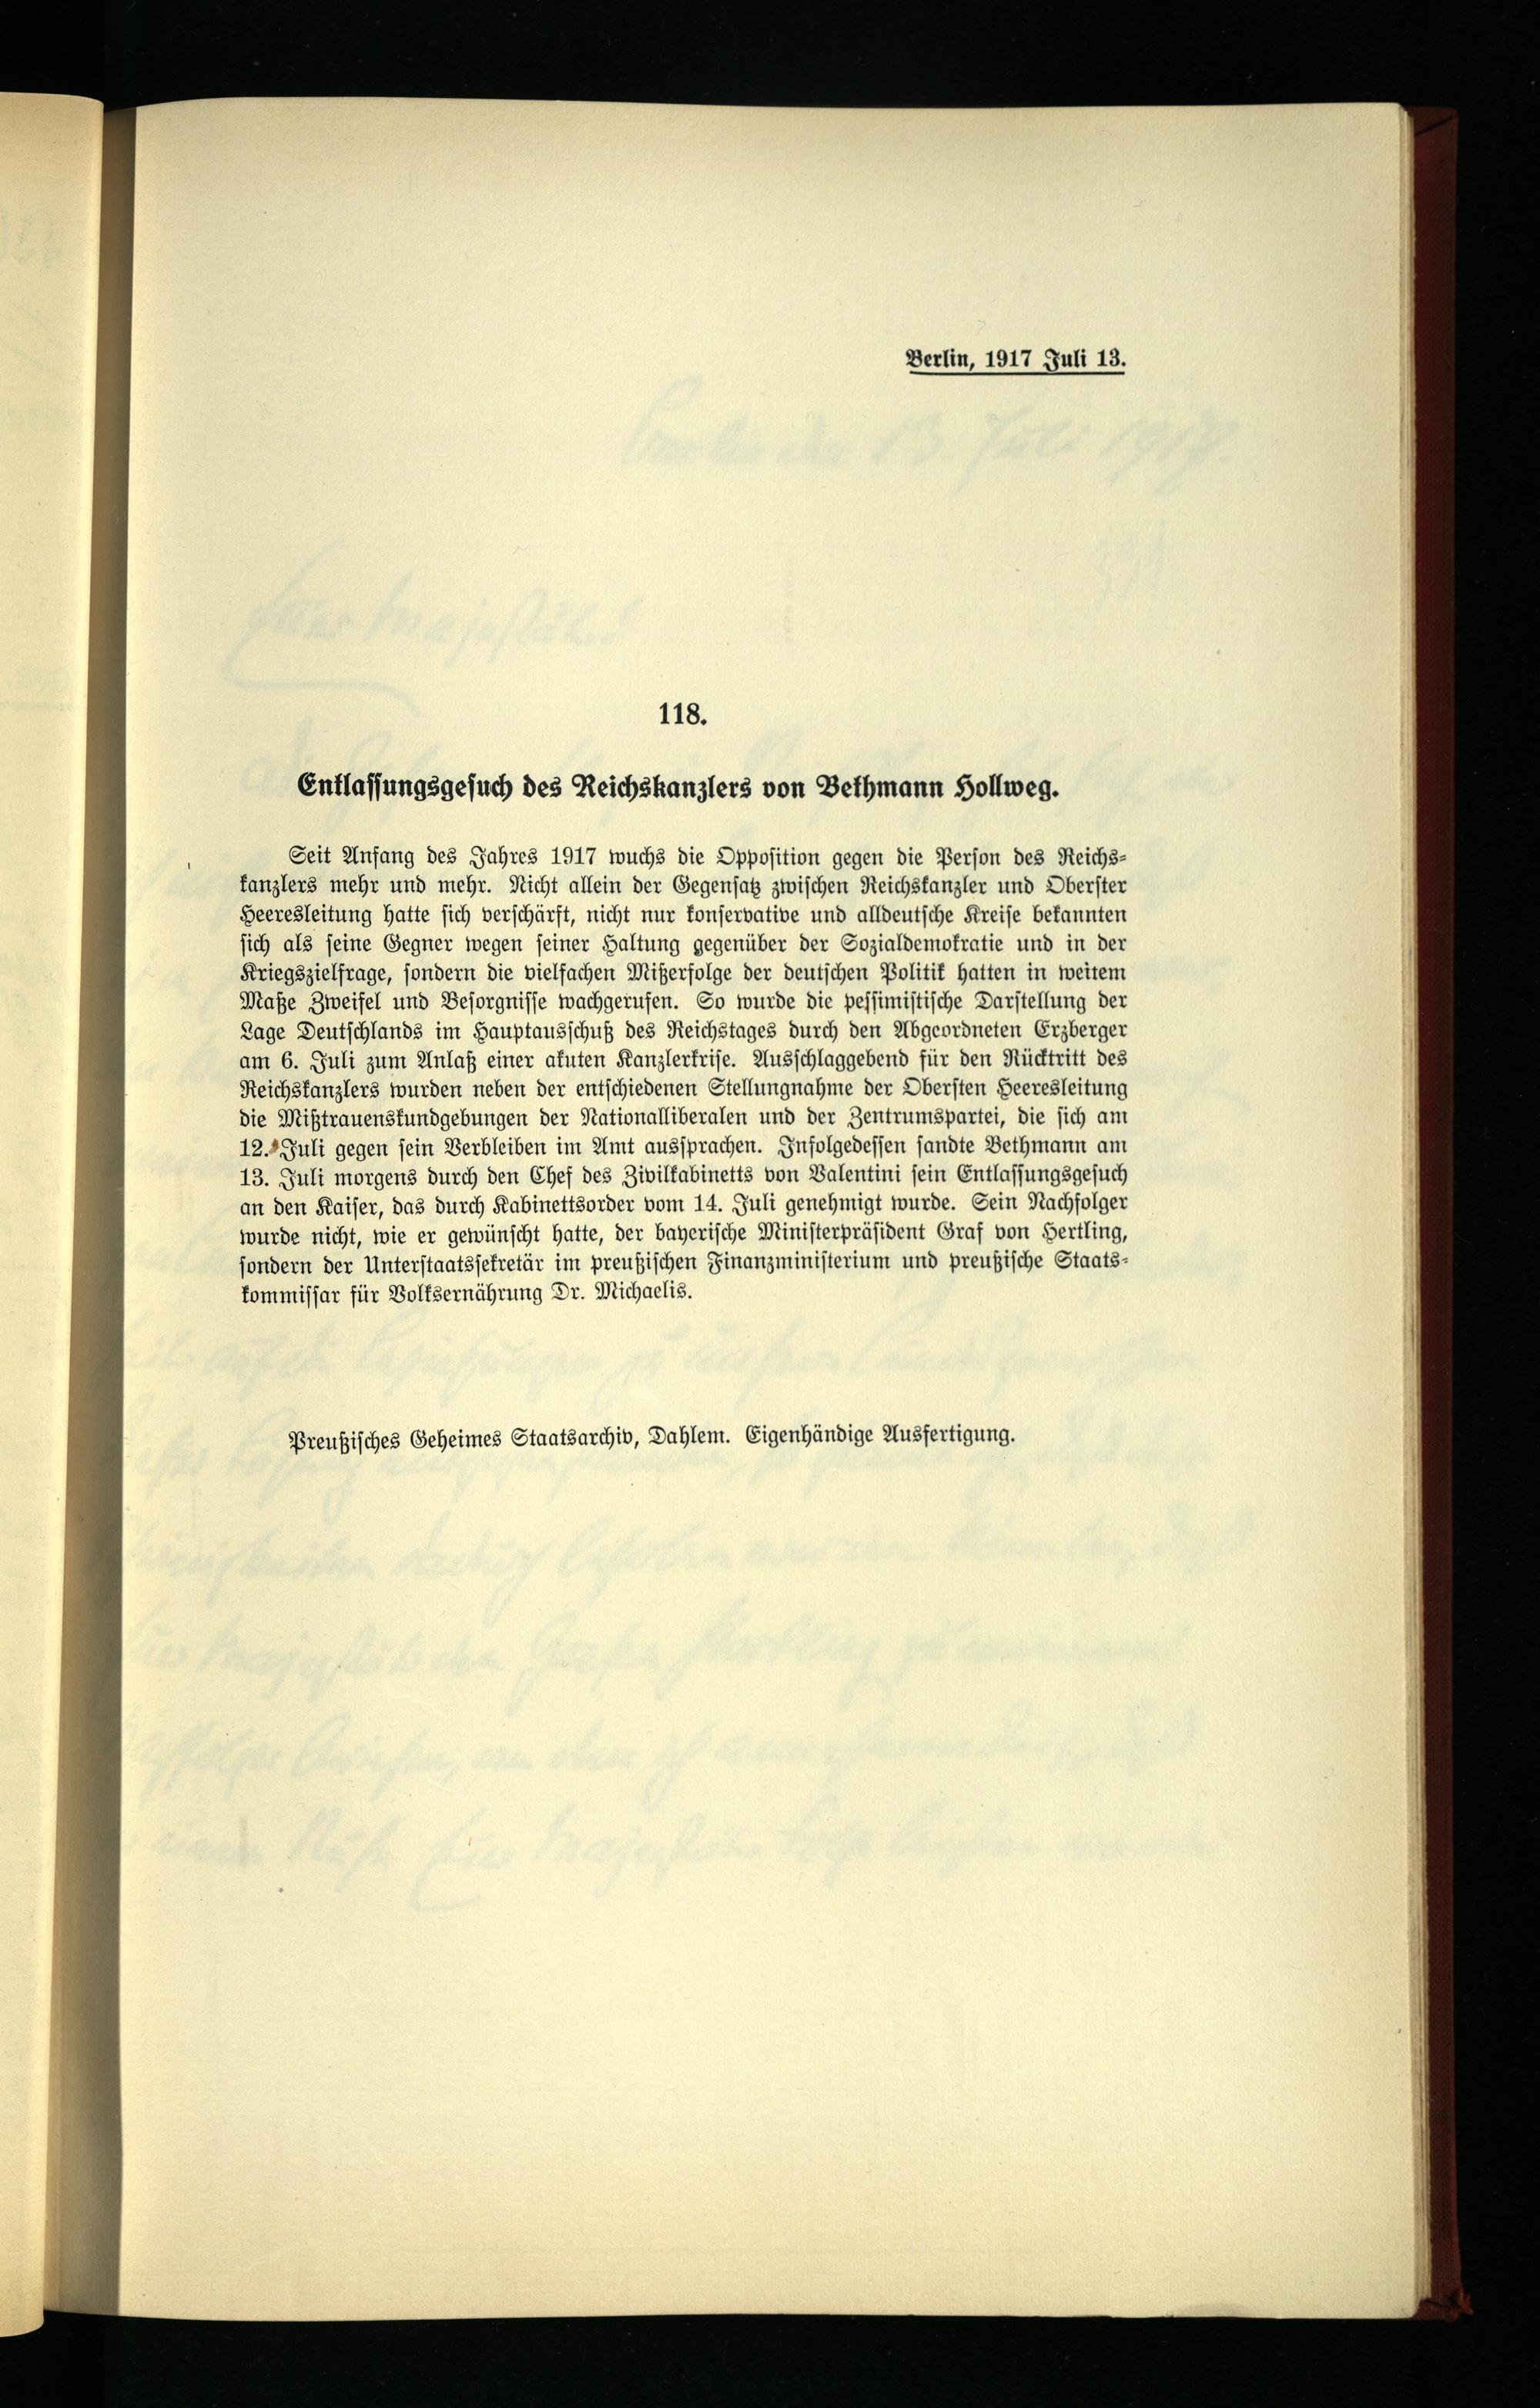 Berlin, 1917 Juli 13.
118.
Entlassungsgesuch des Reichskanzlers von Bethmann Hollweg.
Seit Anfang des Jahres 1917 wuchs die Opposition gegen die Person des Reichs-
kanzlers mehr und mehr. Nicht allein der Gegensatz zwischen Reichskanzler und Oberster
Heeresleitung hatte sich verschärft, nicht nur konservative und alldeutsche Kreise bekannten
sich als seine Gegner wegen seiner Haltung gegenüber der Sozialdemokratie und in der
Kriegszielfrage, sondern die vielfachen Mißerfolge der deutschen Politik hatten in weitem
Maße Zweifel und Besorgnisse wachgerufen. So wurde die pessimistische Darstellung der
Lage Deutschlands im Hauptausschuß des Reichstages durch den Abgeordneten Erzberger
am 6. Juli zum Anlaß einer akuten Kanzlerkrise. Ausschlaggebend für den Rücktritt des
Reichskanzlers wurden neben der entschiedenen Stellungnahme der Obersten Heeresleitung
die Mißtrauenskundgebungen der Nationalliberalen und der Zentrumspartei, die sich am
12. Juli gegen sein Verbleiben im Amt aussprachen. Infolgedessen sandte Bethmann am
13. Juli morgens durch den Chef des Zivilkabinetts von Valentini sein Entlassungsgesuch
an den Kaiser, das durch Kabinettsorder vom 14. Juli genehmigt wurde. Sein Nachfolger
wurde nicht, wie er gewünscht hatte, der bayerische Ministerpräsident Graf von Hertling,
sondern der Unterstaatssekretär im preußischen Finanzministerium und preußische Staats-
kommissar für Volksernährung Dr. Michaelis.
Preußisches Geheimes Staatsarchiv, Dahlem. Eigenhändige Ausfertigung.